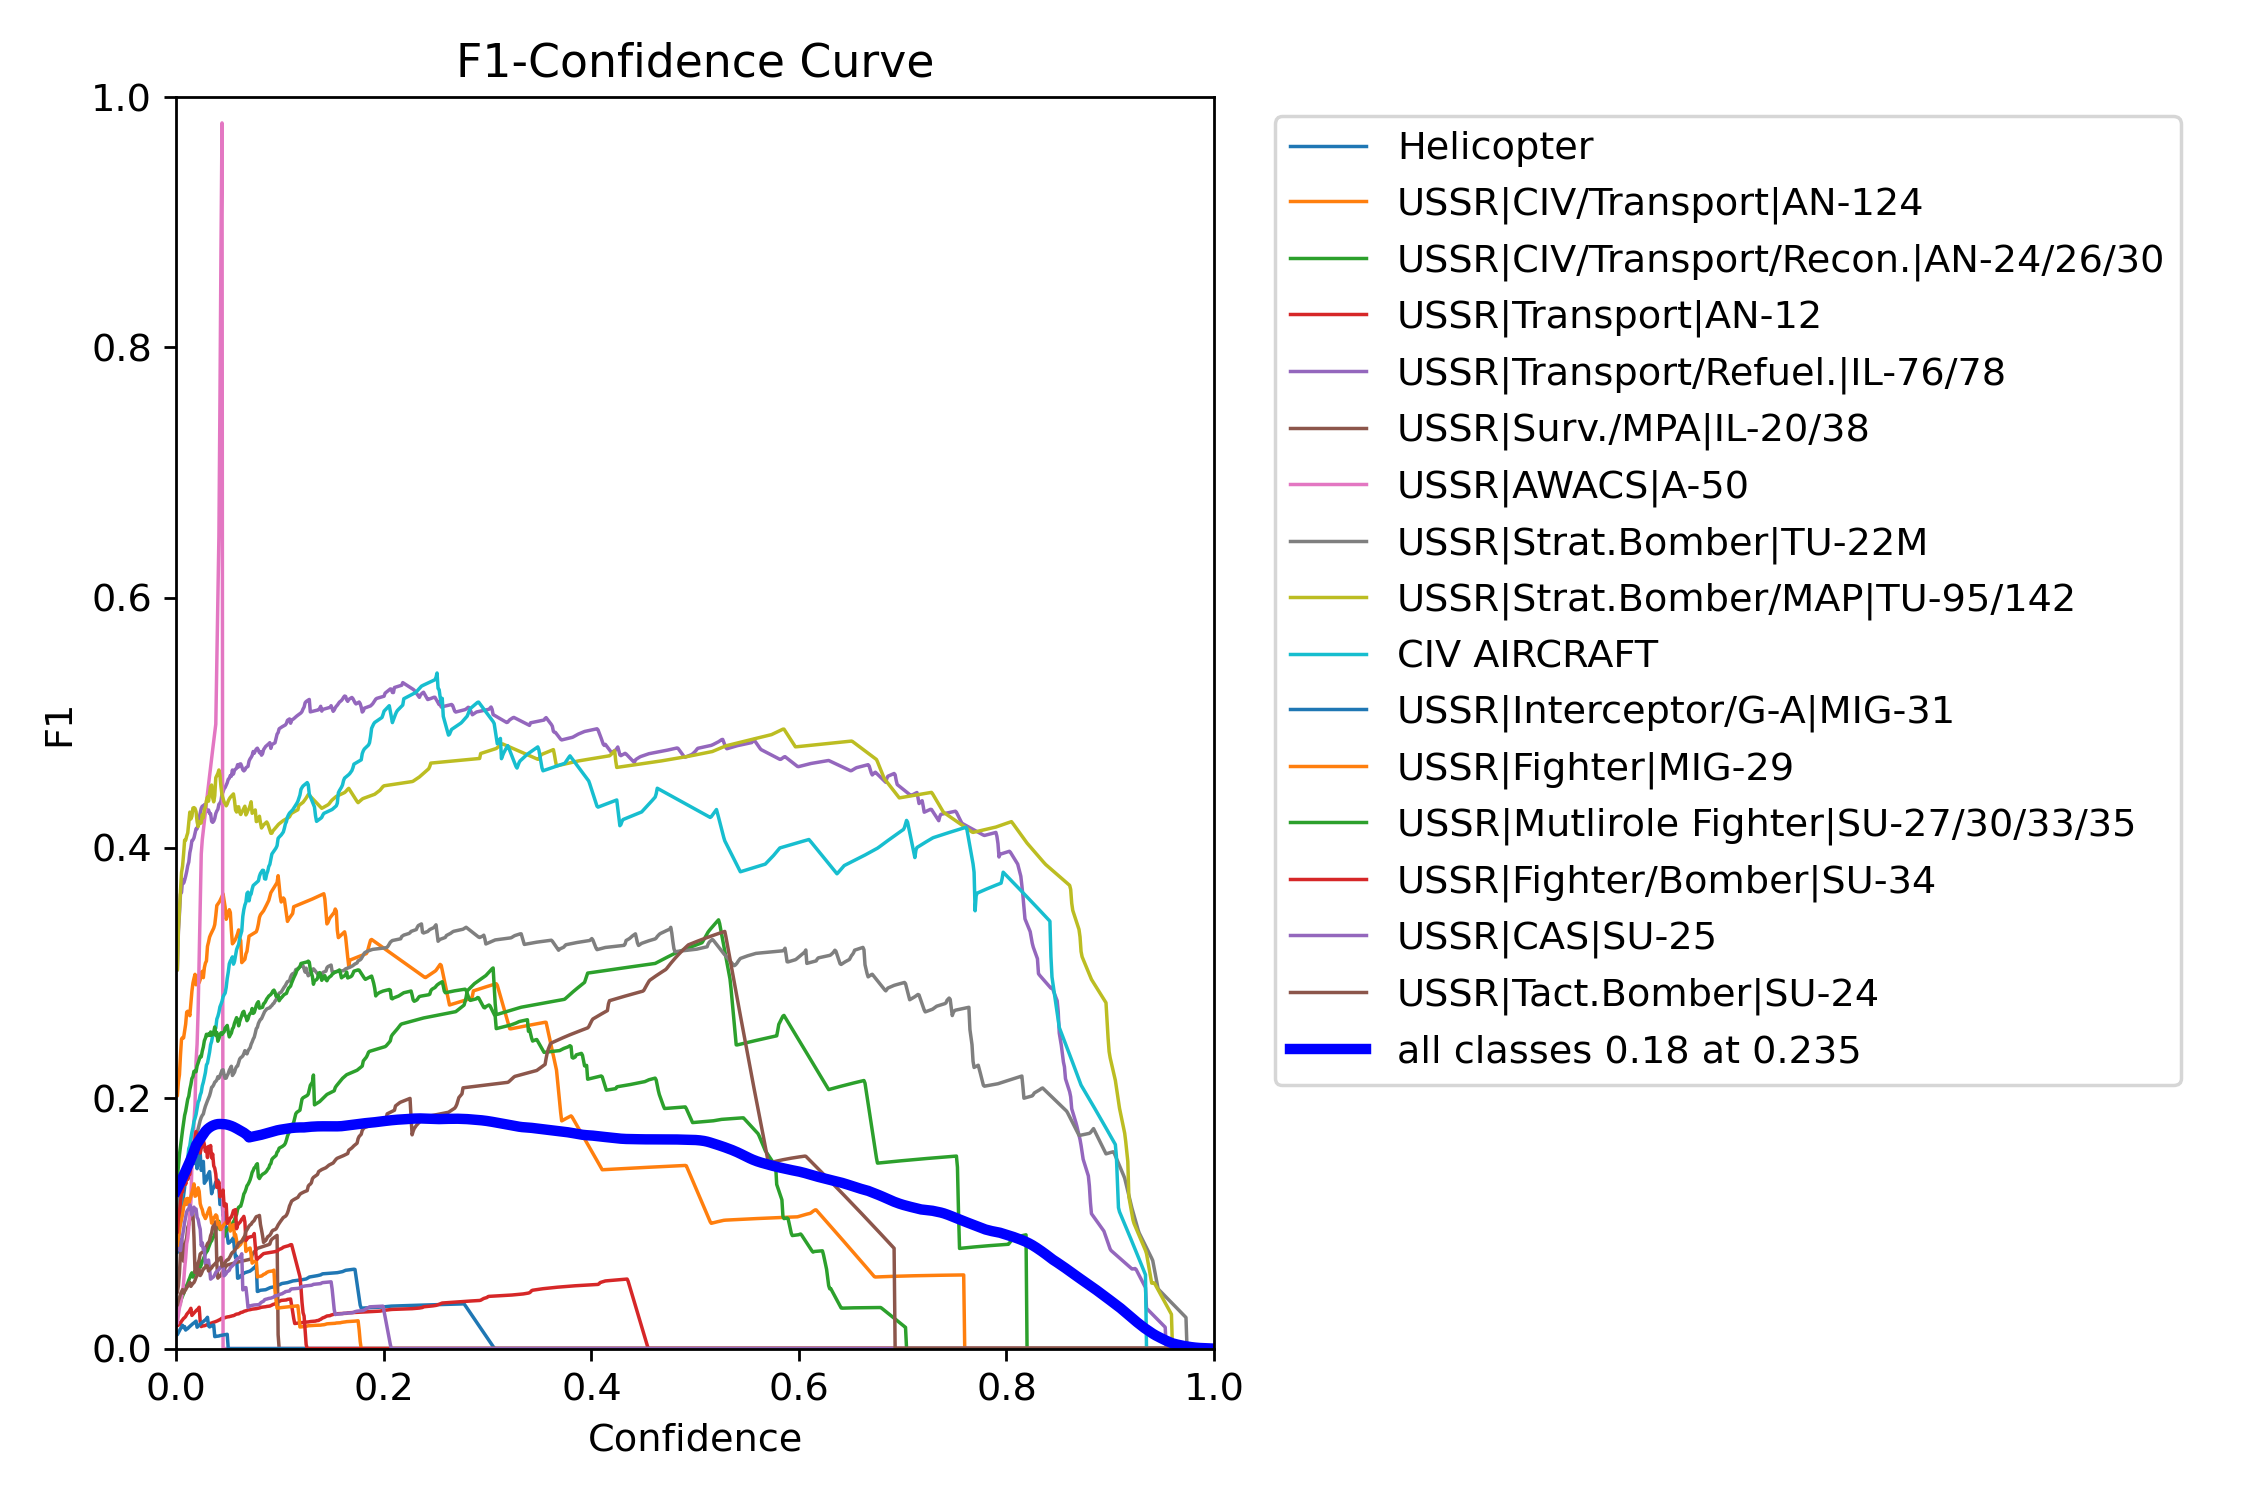 F1-Confidence Curve
1.0
0.8
0.6
0.4
0.2
0.0
F1
0.0 0.2 0.4 0.6 0.8 1.0
Confidence
Helicopter
USSR|CIV/Transport|AN-124
USSR|CIV/Transport/Recon.|AN-24/26/30
USSR|Transport|AN-12
USSR|Transport/Refuel.|IL-76/78
USSR|Surv./MPA|IL-20/38
USSR|AWACS|A-50
USSR|Strat.Bomber|TU-22M
USSR|Strat.Bomber/MAP|TU-95/142
CIV AIRCRAFT
USSR|Interceptor/G-A|MIG-31
USSR|Fighter|MIG-29
USSR|Mutlirole Fighter|SU-27/30/33/35
USSR|Fighter/Bomber|SU-34
USSR|CAS|SU-25
USSR|Tact.Bomber|SU-24
all classes 0.18 at 0.235